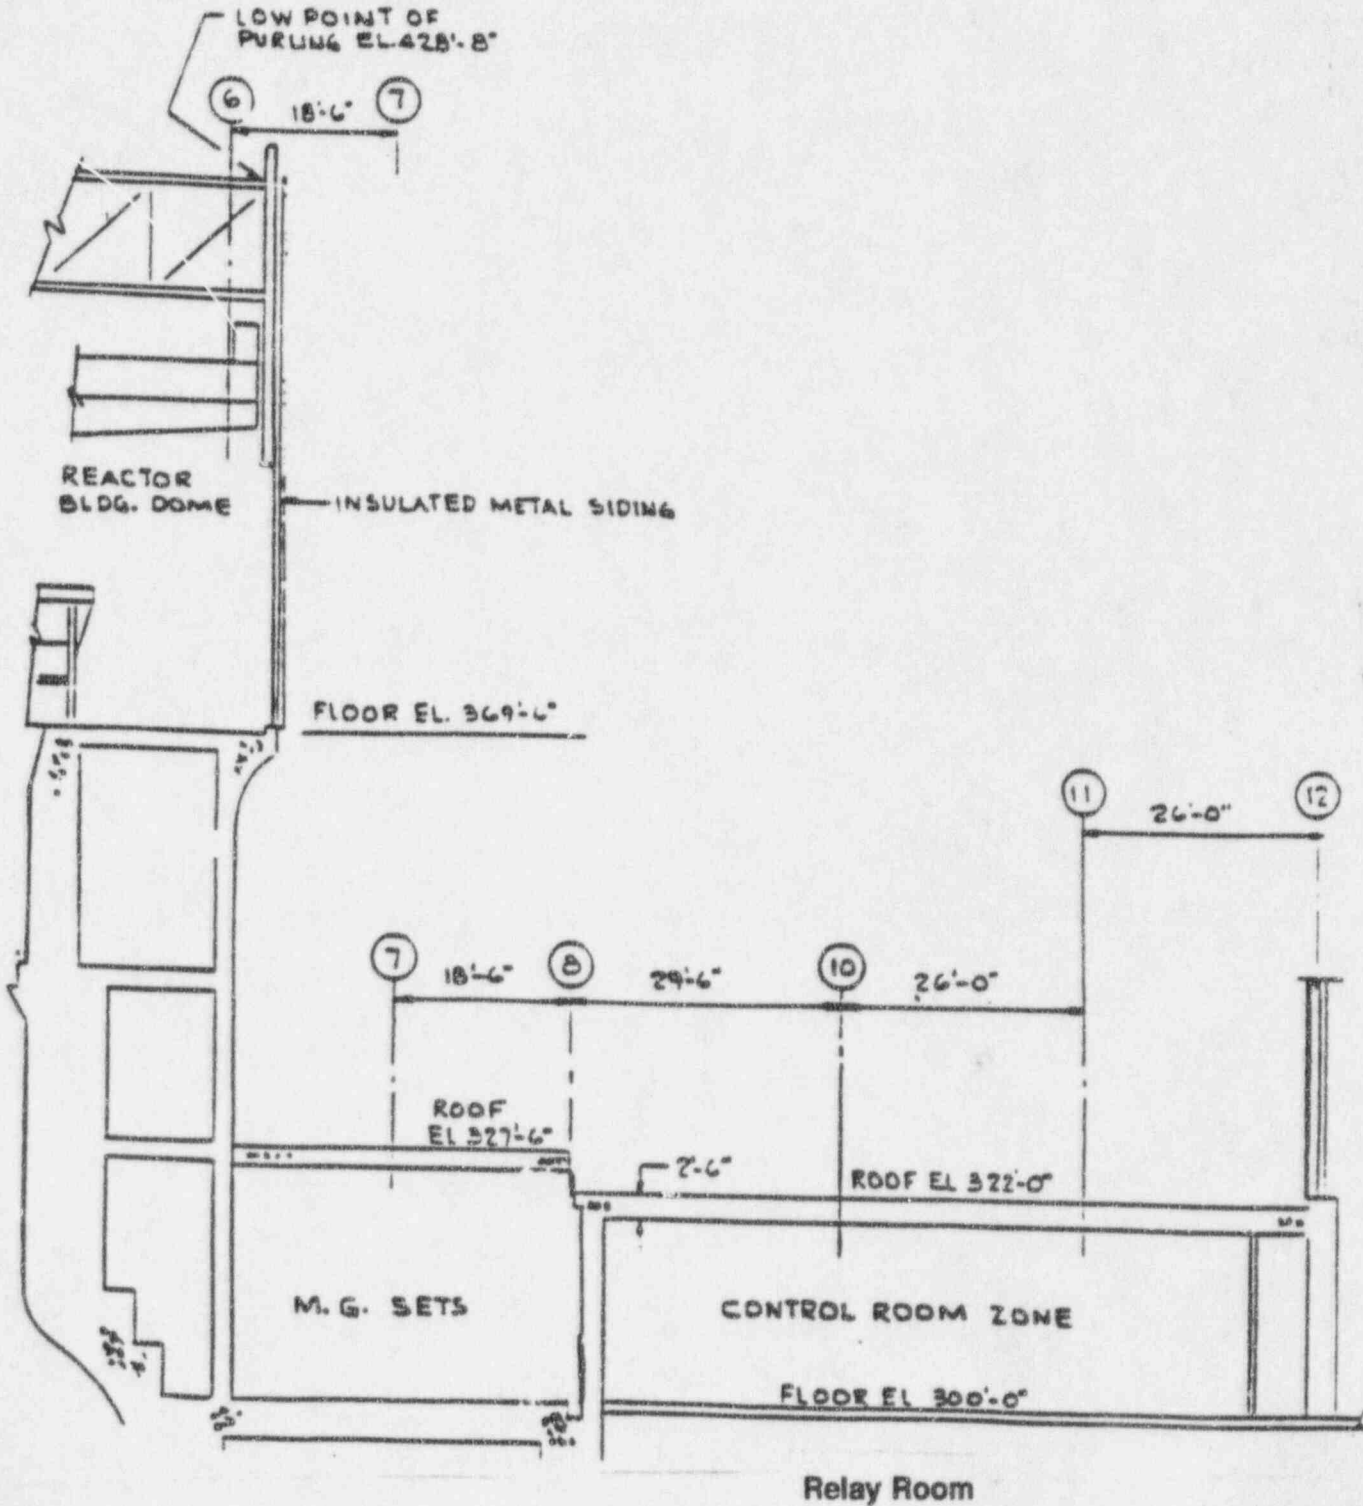 LOW POINT OF
PURLING EL.428'-8"
6
18'-6"
7
REACTOR
BLDG. DOME
INSULATED METAL SIDING
FLOOR EL. 369'-6"
11
26'-0"
12
7
18'-6"
8
29'-6"
10
26'-0"
ROOF
EL 327'-6"
2'-6"
ROOF EL 322'-0"
M. G. SETS
CONTROL ROOM ZONE
FLOOR EL 300'-0"
Relay Room